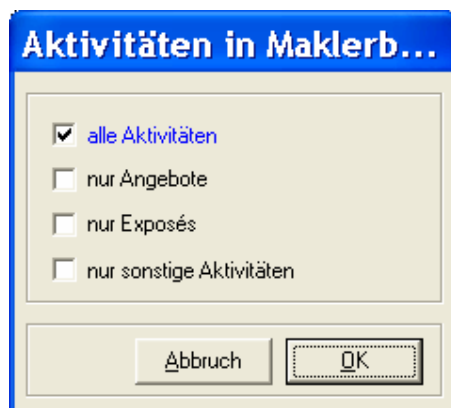 Aktivitäten in Maklerb...
alle Aktivitäten
nur Angebote
nur Exposés
nur sonstige Aktivitäten
Abbruch OK